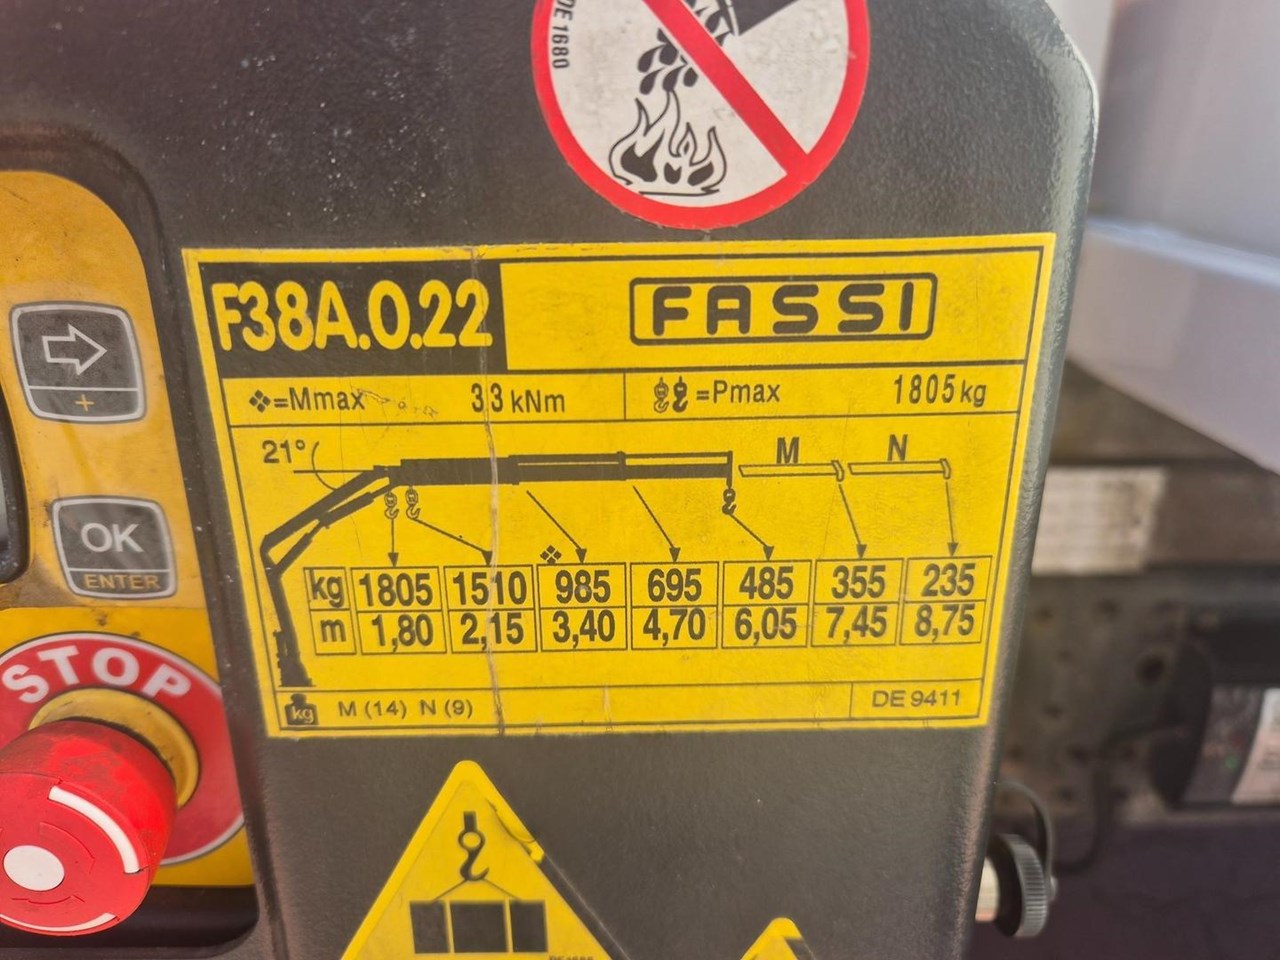 DE 1680
F38A.0.22
FASSI
❖=Mmax 33 kNm
=Pmax 1805 kg
21°
M N
kg 1805 1510 985 695 485 355 235
m 1,80 2,15 3,40 4,70 6,05 7,45 8,75
kg M (14) N (9)
DE 9411
+
OK
ENTER
STOP